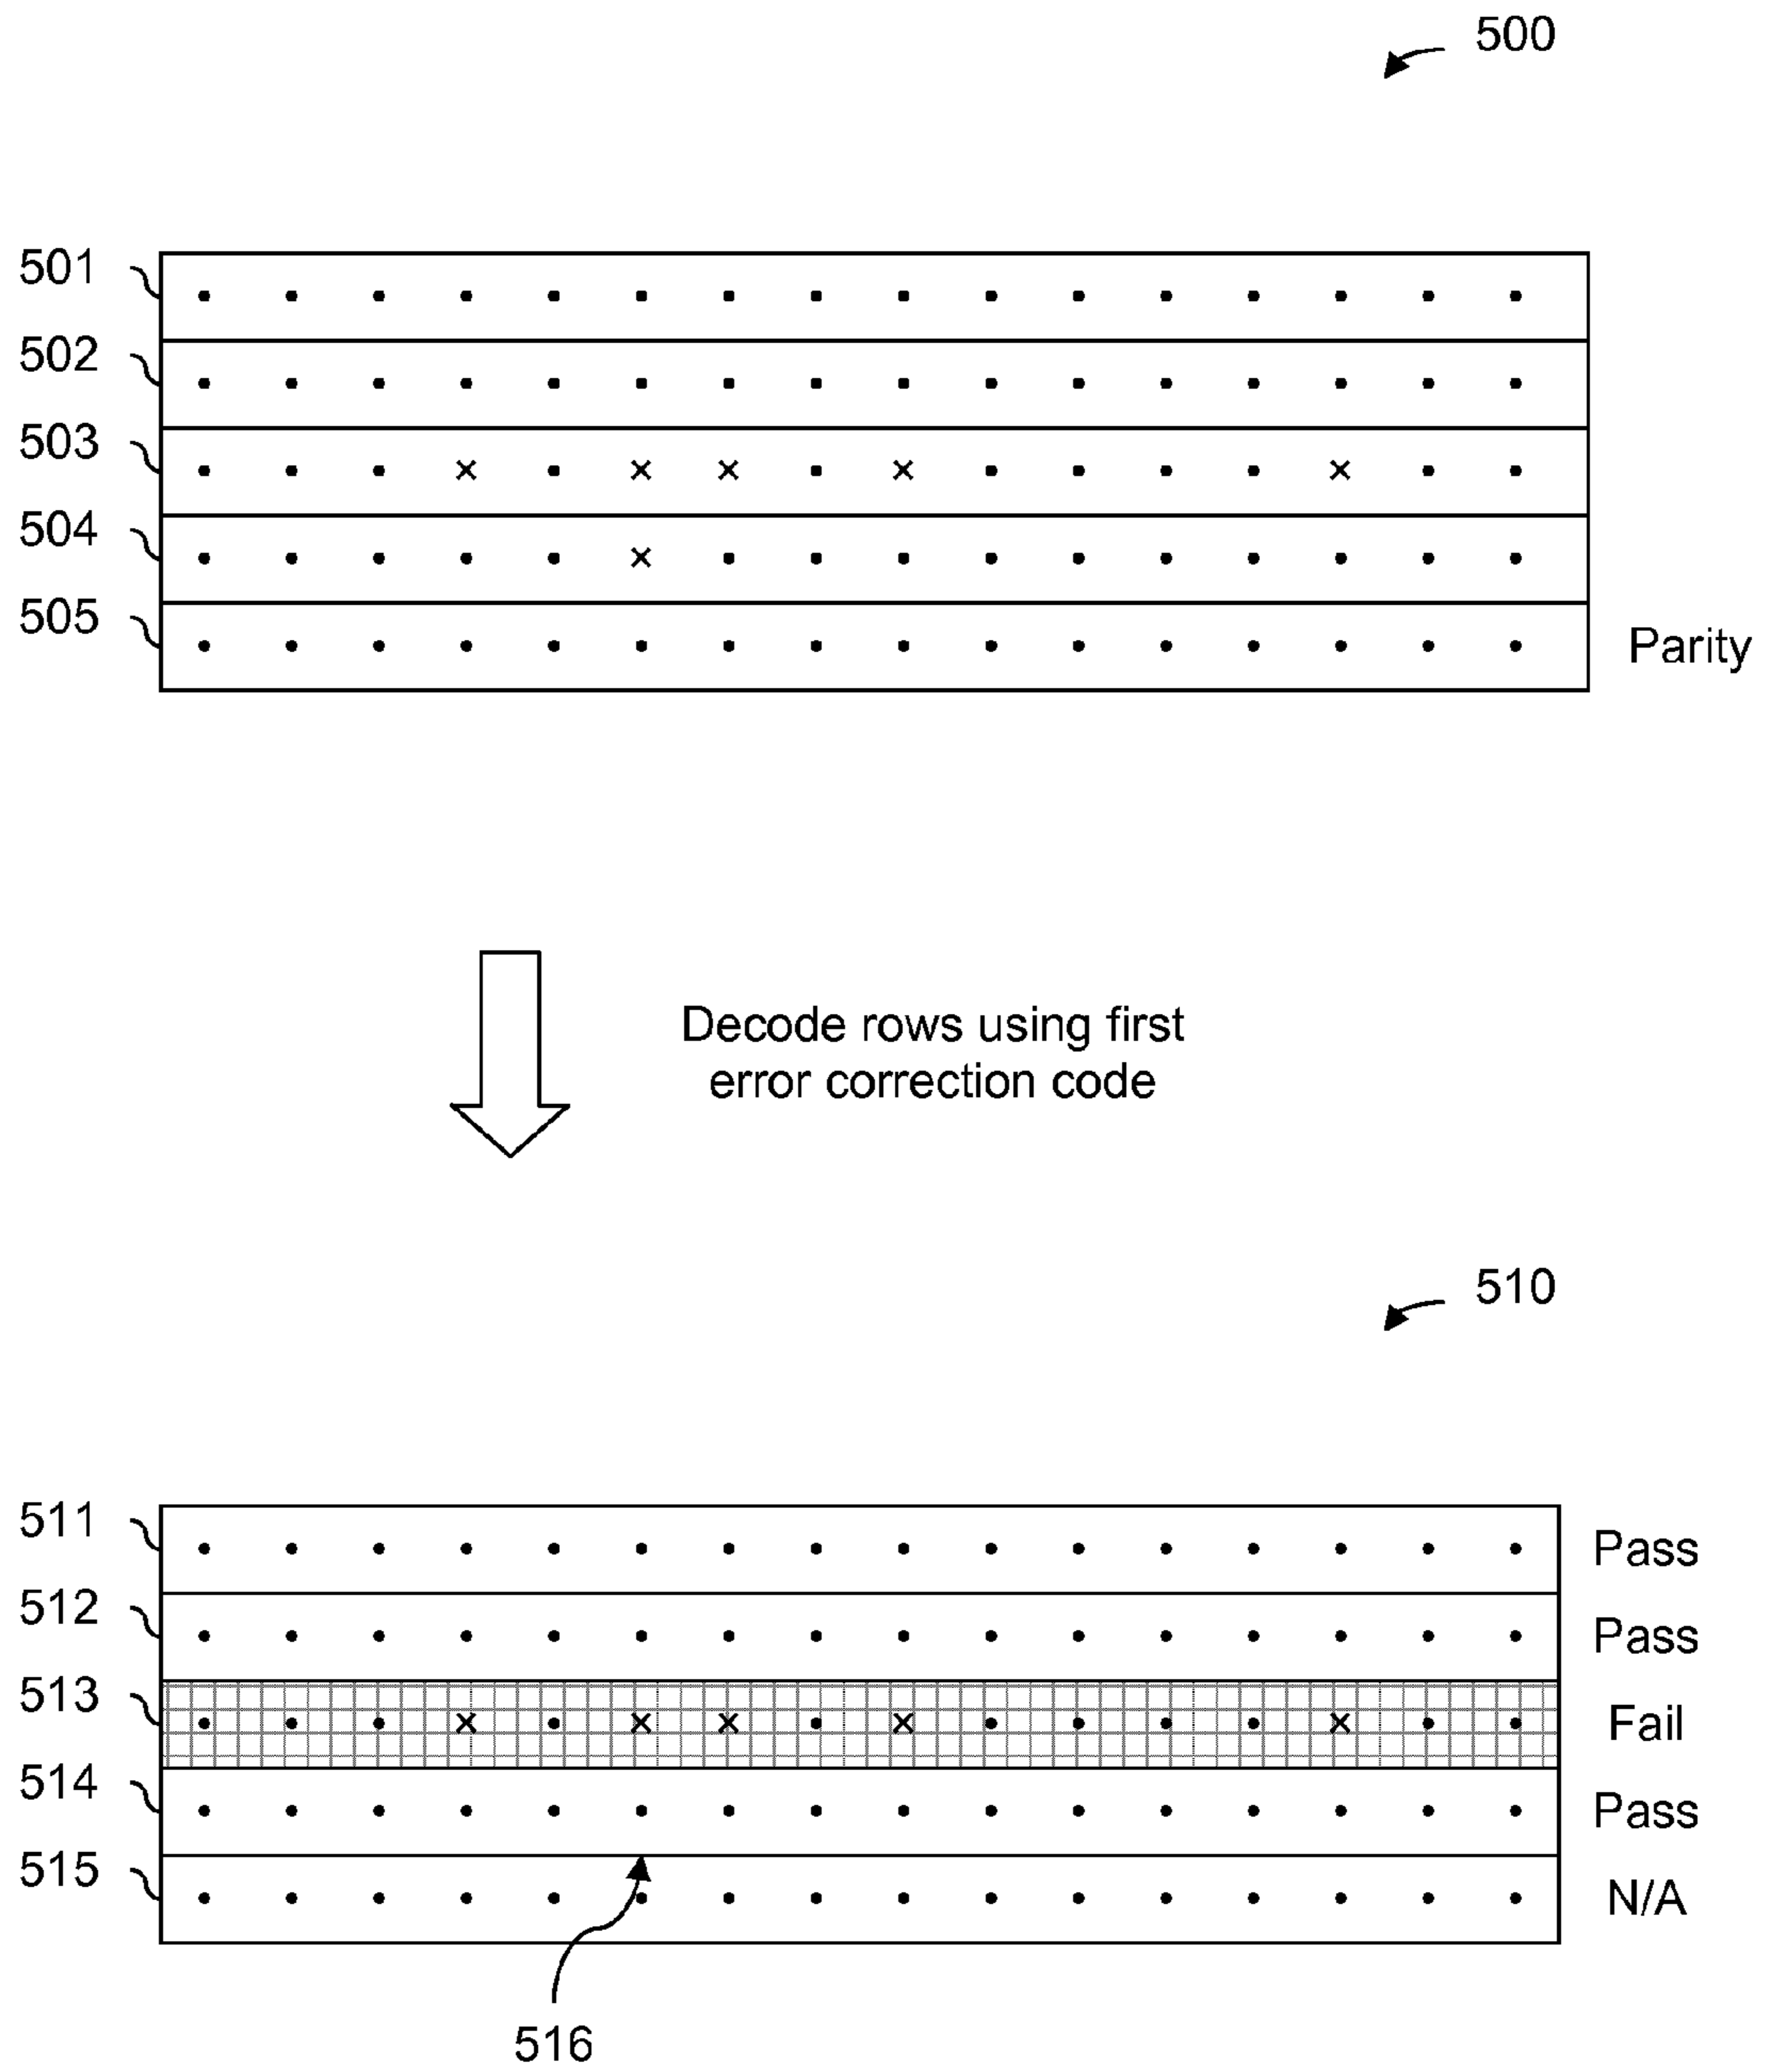 500
501
502
503
504
505
Parity
Decode rows using first
error correction code
510
511
Pass
512
Pass
513
Fail
514
Pass
515
N/A
516